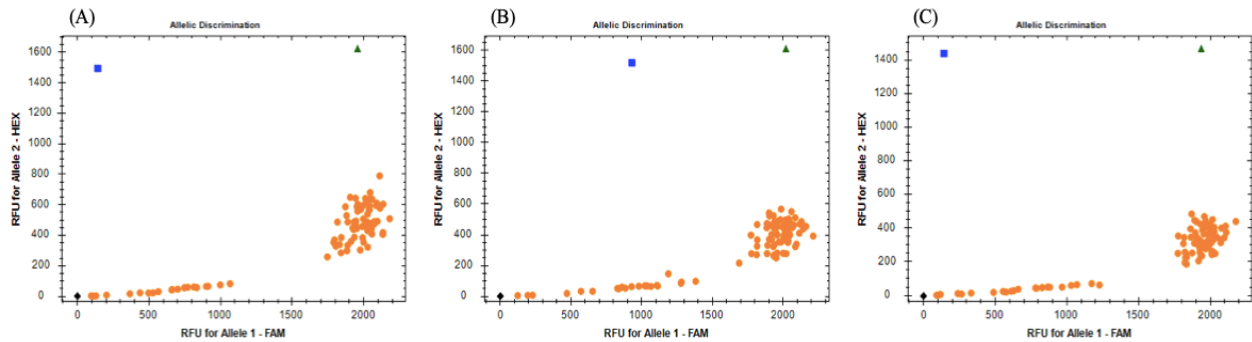 (A)
Allelic Discrimination
RFU for Allele 2 - HEX
1600
1400
1200
1000
800
600
400
200
0
0 500 1000 1500 2000
RFU for Allele 1 - FAM
(B)
Allelic Discrimination
RFU for Allele 2 - HEX
1600
1400
1200
1000
800
600
400
200
0
0 500 1000 1500 2000
RFU for Allele 1 - FAM
(C)
Allelic Discrimination
RFU for Allele 2 - HEX
1400
1200
1000
800
600
400
200
0
0 500 1000 1500 2000
RFU for Allele 1 - FAM